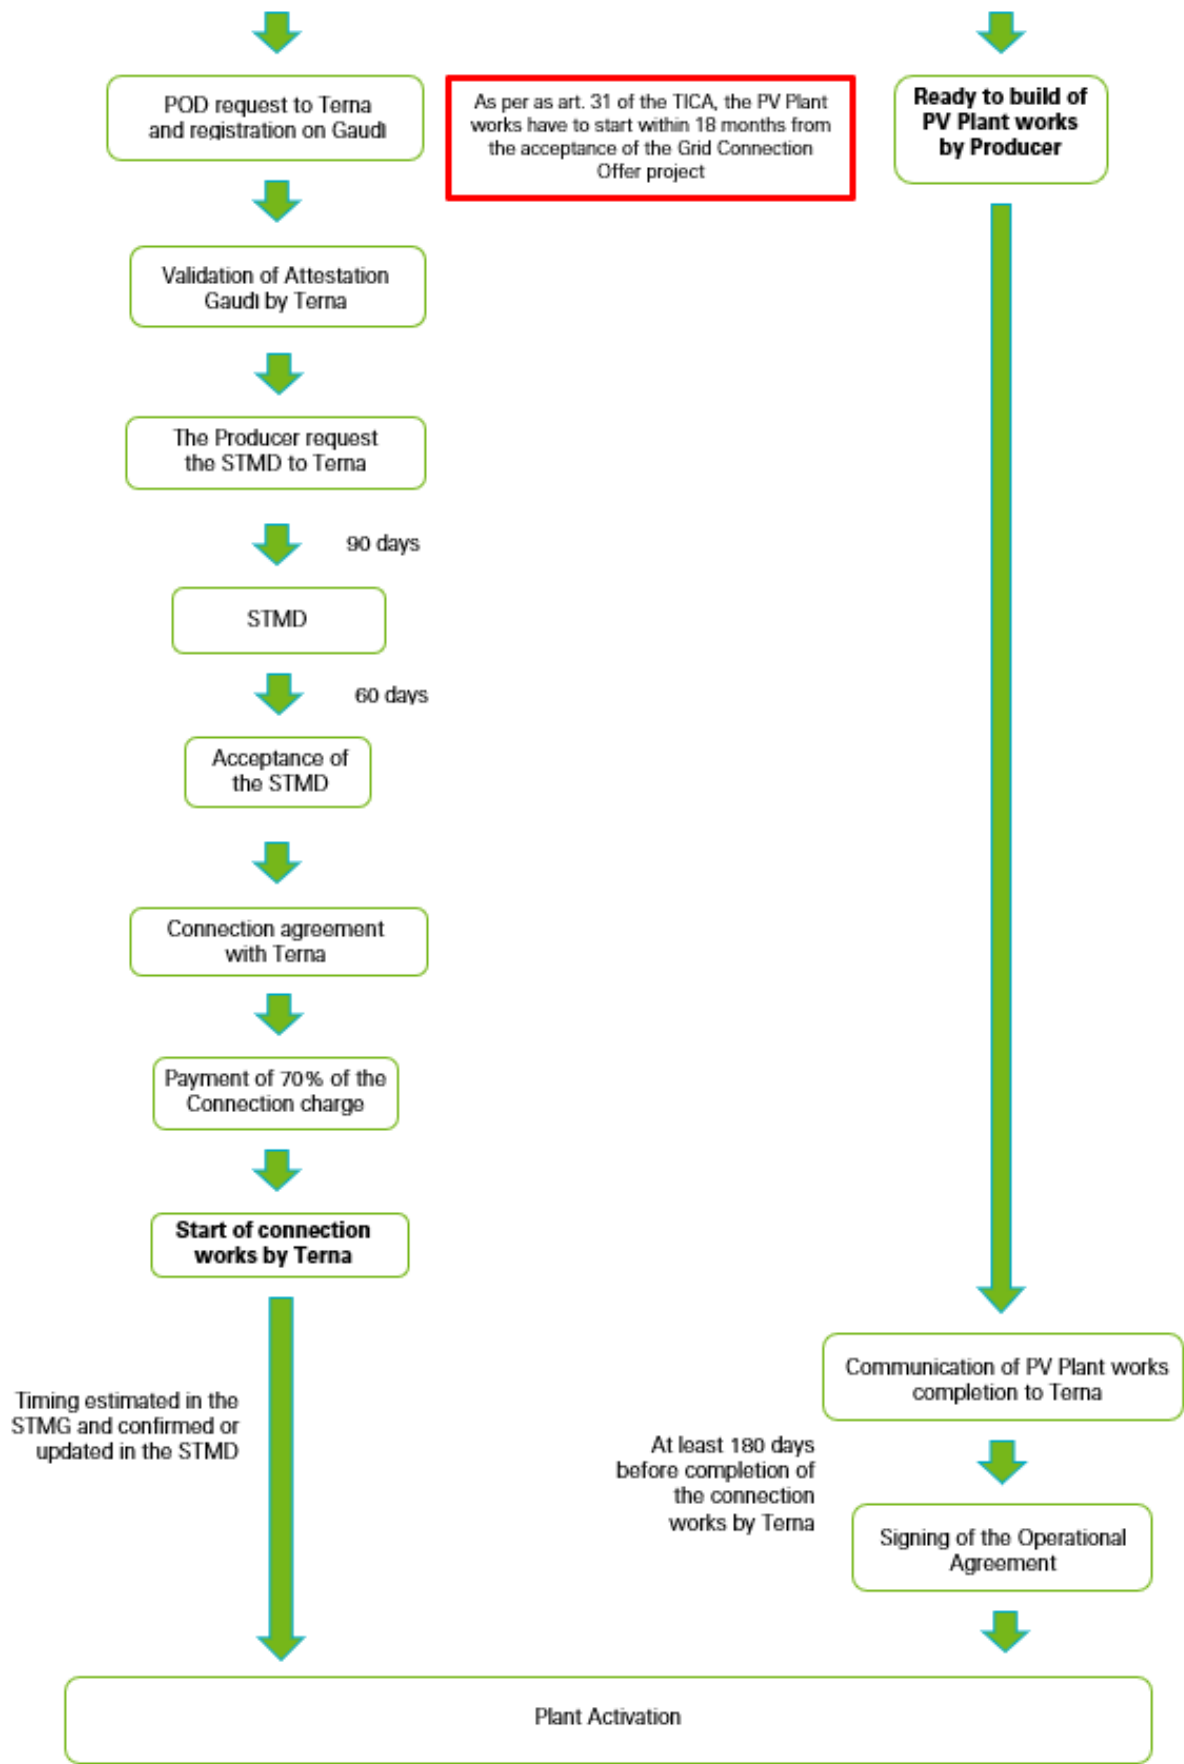 POD request to Terna
and registration on Gaudì
As per as art. 31 of the TICA, the PV Plant
works have to start within 18 months from
the acceptance of the Grid Connection
Offer project
Ready to build of
PV Plant works
by Producer
Validation of Attestation
Gaudì by Terna
The Producer request
the STMD to Terna
90 days
STMD
60 days
Acceptance of
the STMD
Connection agreement
with Terna
Payment of 70% of the
Connection charge
Start of connection
works by Terna
Timing estimated in the
STMG and confirmed or
updated in the STMD
Communication of PV Plant works
completion to Terna
At least 180 days
before completion of
the connection
works by Terna
Signing of the Operational
Agreement
Plant Activation